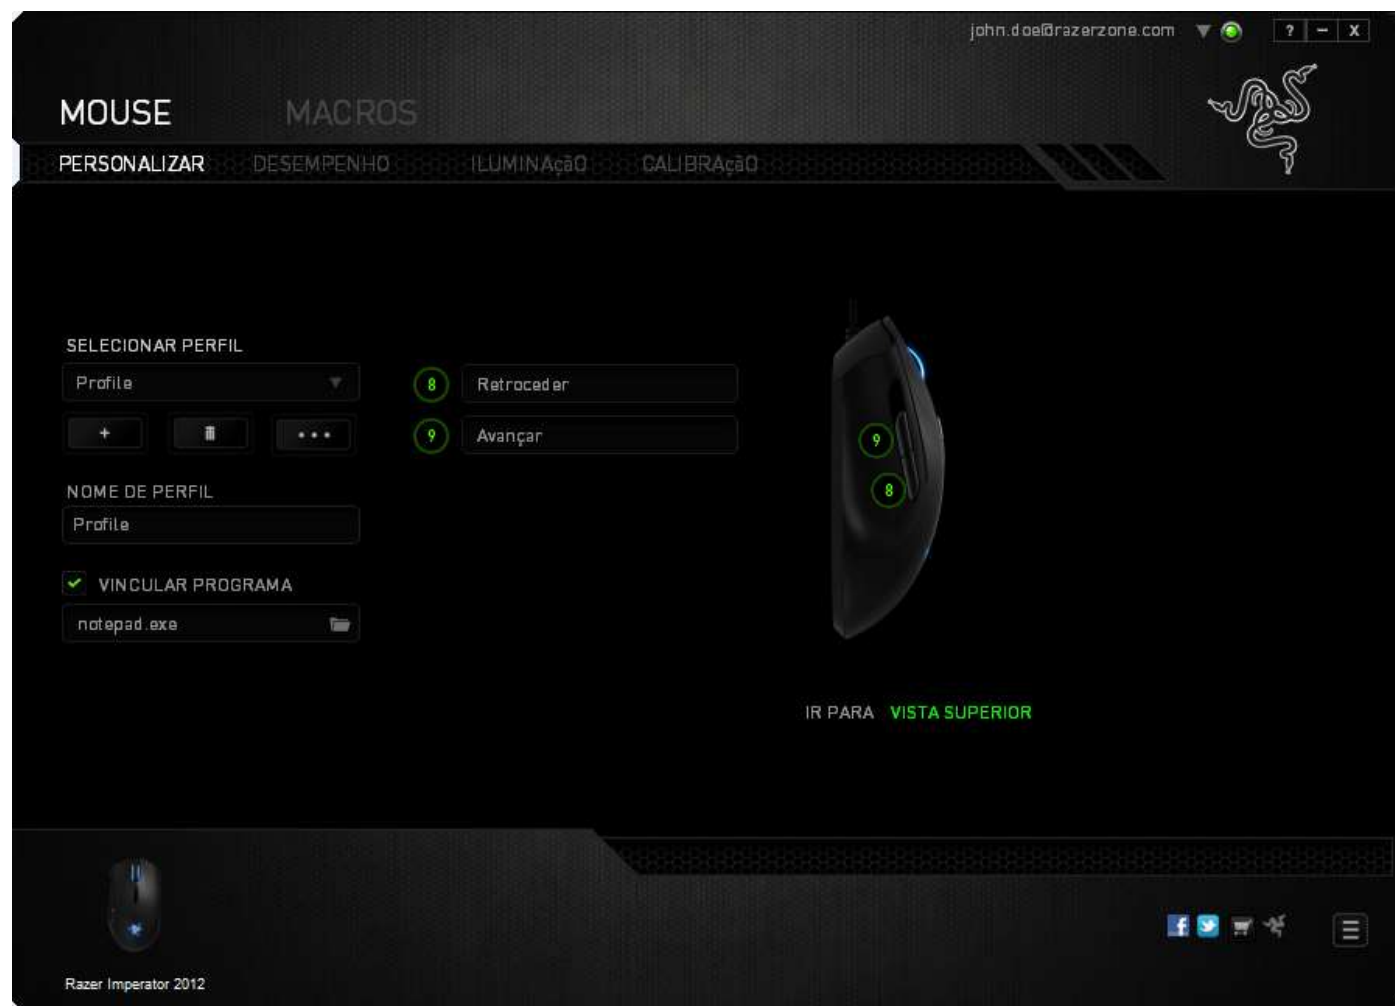 john.doe@razerzone.com ? – X
MOUSE MACROS
PERSONALIZAR DESEMPENHO ILUMINAçãO CALIBRAçãO
SELECIONAR PERFIL
Profile
+
NOME DE PERFIL
Profile
VINCULAR PROGRAMA
notepad.exe
8 Retroceder
9 Avançar
9
8
IR PARA VISTA SUPERIOR
Razer Imperator 2012